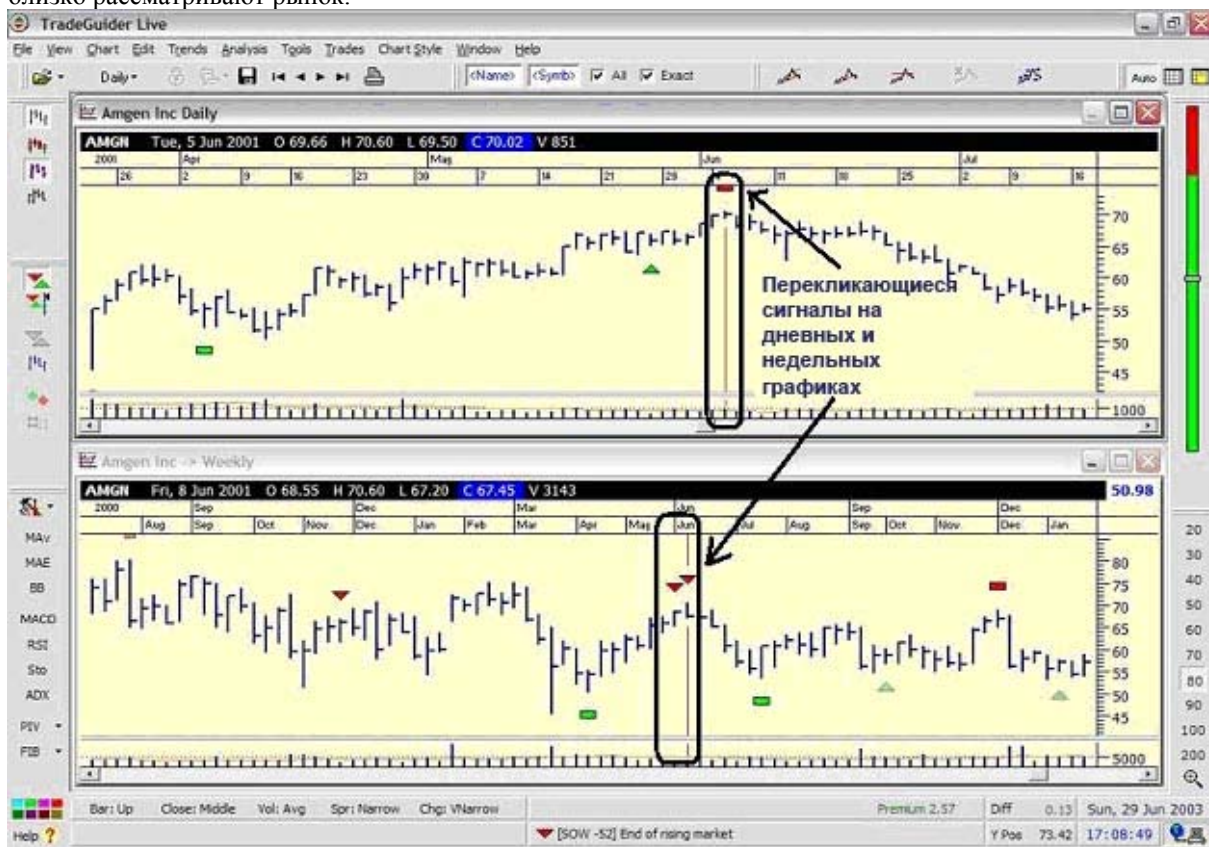 близко рассматривают рынок.
TradeGuider Live
File View Chart Edit Trends Analysis Tools Trades Chart Style Window Help
Daily <Name> <Symb> All Exact Auto
Amgen Inc Daily
AMGN Tue, 5 Jun 2001 O 69.66 H 70.60 L 69.50 C 70.02 V 851
2001 Apr May Jun Jul
26 2 9 16 23 30 7 14 21 29 11 18 25 2 9 16
70
65
60
55
50
45
1000
Перекликающиеся
сигналы на
дневных и
недельных
графиках
Amgen Inc -> Weekly
AMGN Fri, 8 Jun 2001 O 68.55 H 70.60 L 67.20 C 67.45 V 3143
50.98
2000 Sep Dec Mar Jun Sep Dec
Aug Sep Oct Nov Dec Jan Feb Mar Apr May Jun Jul Aug Sep Oct Nov Dec Jan
80
75
70
65
60
55
50
45
5000
MAv
MAE
BB
MACD
RSI
Sto
ADX
PIV
FIB
20
30
40
50
60
70
80
90
100
200
Bar: Up Close: Middle Vol: Avg Spr: Narrow Chg: VNarrow Premium 2.57 Diff 0.13 Sun, 29 Jun 2003
Help ? [SOW -52] End of rising market Y Pos 73.42 17:08:49